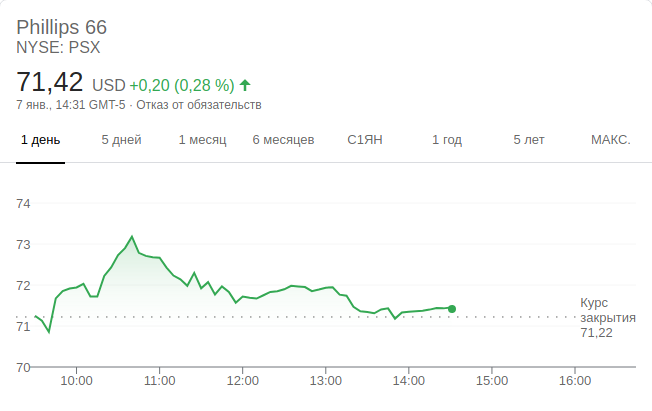 Phillips 66
NYSE: PSX
71,42 USD +0,20 (0,28 %)
7 янв., 14:31 GMT-5 · Отказ от обязательств
1 день 5 дней 1 месяц 6 месяцев С1ЯН 1 год 5 лет МАКС.
74
73
72
71
70
Курс
закрытия
71,22
10:00 11:00 12:00 13:00 14:00 15:00 16:00